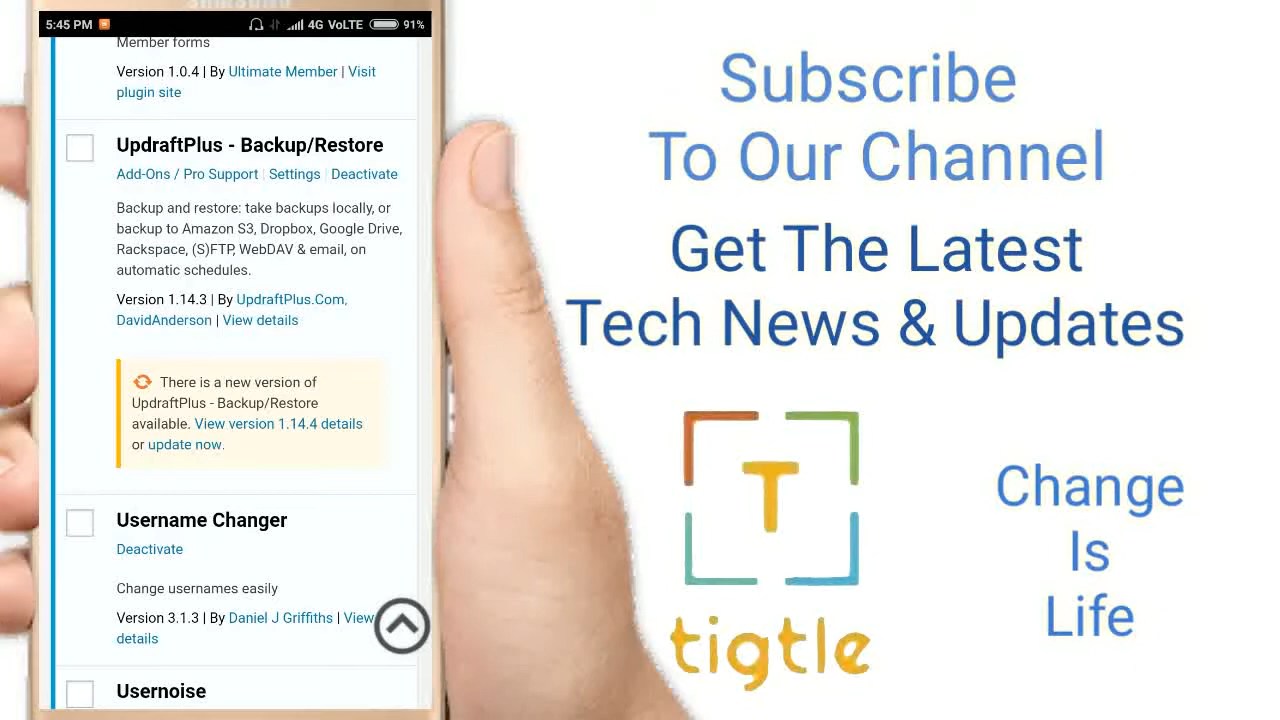 SAMSUNG
5:45 PM
4G VoLTE 91%
Member forms
Version 1.0.4 | By Ultimate Member | Visit
plugin site
UpdraftPlus - Backup/Restore
Add-Ons / Pro Support | Settings | Deactivate
Backup and restore: take backups locally, or
backup to Amazon S3, Dropbox, Google Drive,
Rackspace, (S)FTP, WebDAV & email, on
automatic schedules.
Version 1.14.3 | By UpdraftPlus.Com,
DavidAnderson | View details
There is a new version of
UpdraftPlus - Backup/Restore
available. View version 1.14.4 details
or update now.
Username Changer
Deactivate
Change usernames easily
Version 3.1.3 | By Daniel J Griffiths | View
details
Usernoise
Subscribe
To Our Channel
Get The Latest
Tech News & Updates
T
tigtle
Change
Is
Life